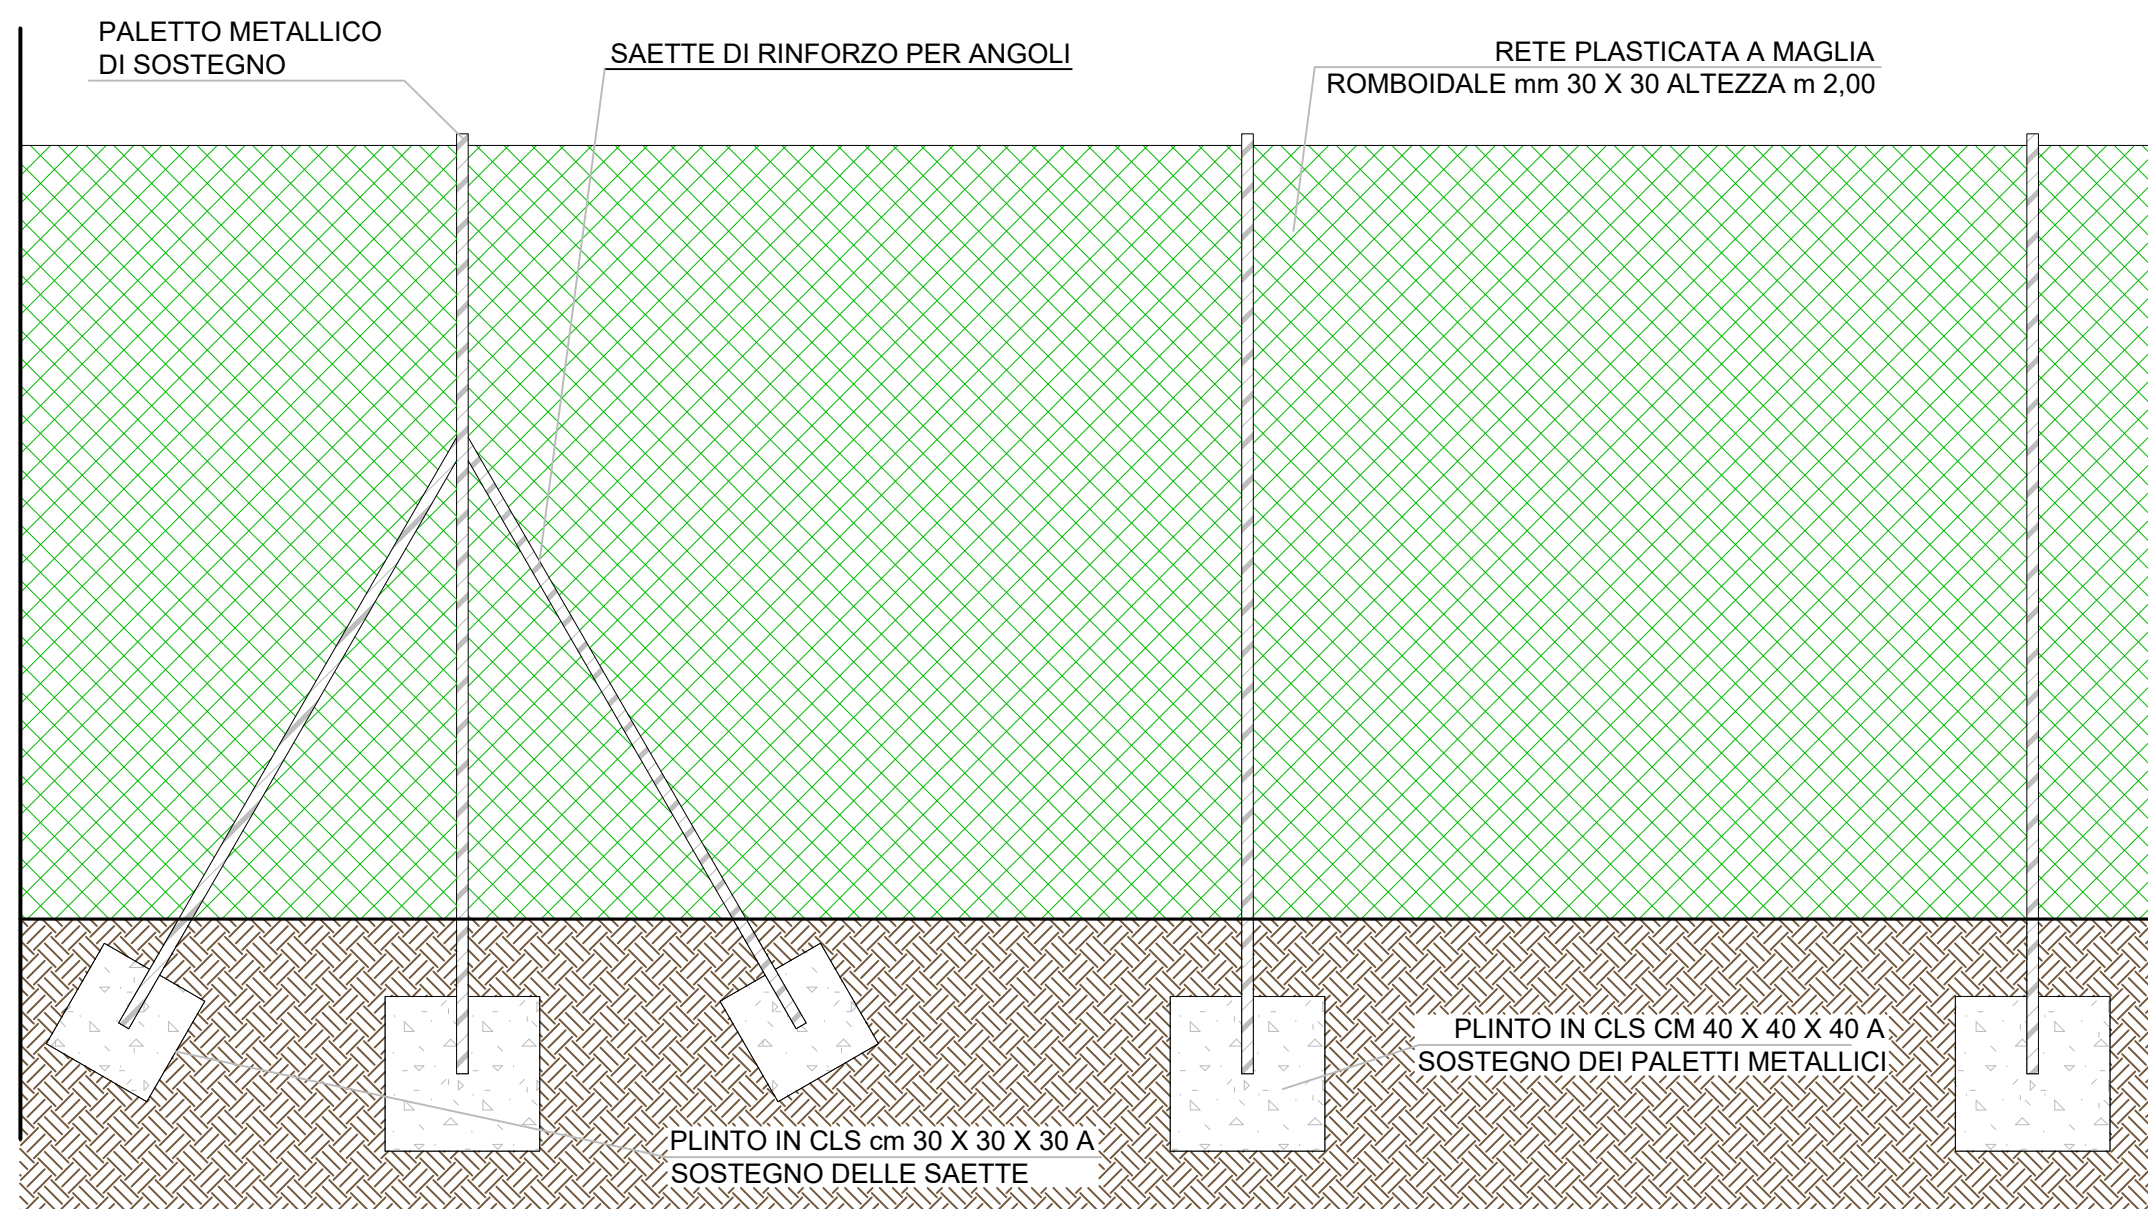 PALETTO METALLICO
DI SOSTEGNO
SAETTE DI RINFORZO PER ANGOLI
RETE PLASTICATA A MAGLIA
ROMBOIDALE mm 30 X 30 ALTEZZA m 2,00
PLINTO IN CLS CM 40 X 40 X 40 A
SOSTEGNO DEI PALETTI METALLICI
PLINTO IN CLS cm 30 X 30 X 30 A
SOSTEGNO DELLE SAETTE